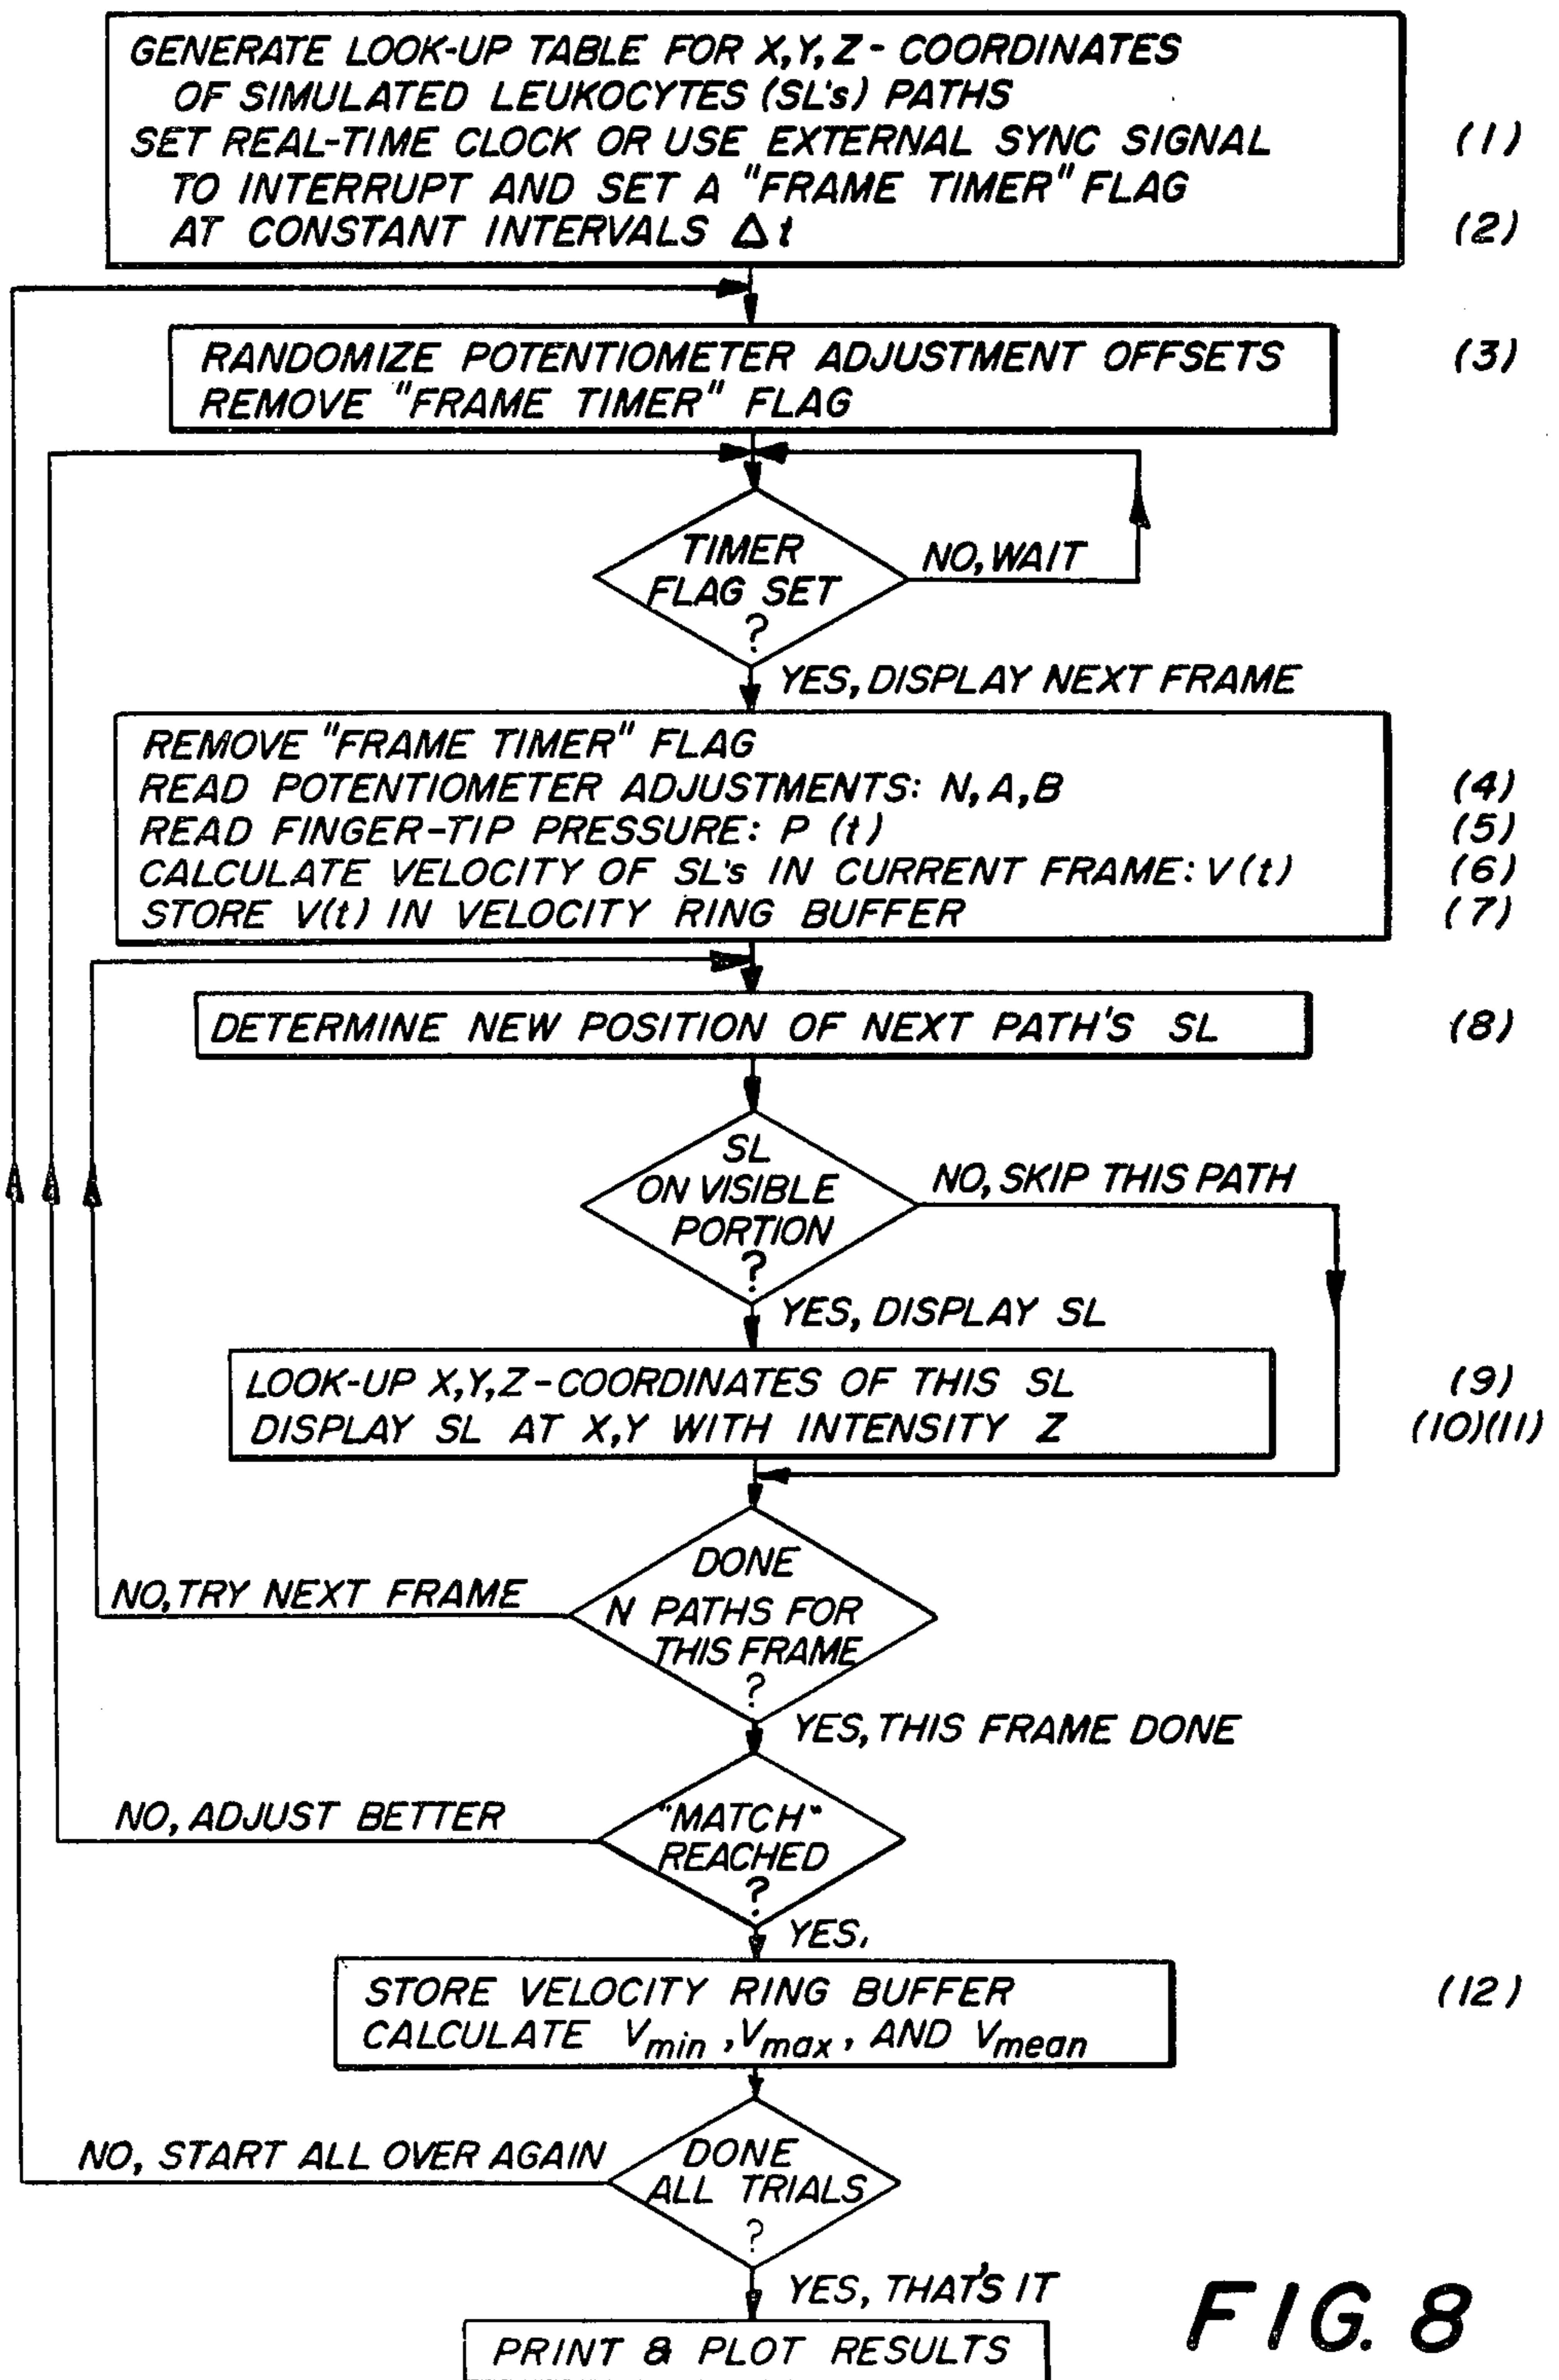 GENERATE LOOK-UP TABLE FOR X,Y,Z- COORDINATES
OF SIMULATED LEUKOCYTES (SL's) PATHS
SET REAL-TIME CLOCK OR USE EXTERNAL SYNC SIGNAL (1)
TO INTERRUPT AND SET A "FRAME TIMER" FLAG
AT CONSTANT INTERVALS Δt (2)
RANDOMIZE POTENTIOMETER ADJUSTMENT OFFSETS (3)
REMOVE "FRAME TIMER" FLAG
TIMER
FLAG SET
?
NO, WAIT
YES, DISPLAY NEXT FRAME
REMOVE "FRAME TIMER" FLAG
READ POTENTIOMETER ADJUSTMENTS: N, A, B (4)
READ FINGER-TIP PRESSURE: P (t) (5)
CALCULATE VELOCITY OF SL's IN CURRENT FRAME: V(t) (6)
STORE V(t) IN VELOCITY RING BUFFER (7)
DETERMINE NEW POSITION OF NEXT PATH'S SL (8)
SL
ON VISIBLE
PORTION
?
NO, SKIP THIS PATH
YES, DISPLAY SL
LOOK-UP X,Y,Z-COORDINATES OF THIS SL (9)
DISPLAY SL AT X,Y WITH INTENSITY Z (10)(11)
DONE
N PATHS FOR
THIS FRAME
?
NO, TRY NEXT FRAME
YES, THIS FRAME DONE
"MATCH"
REACHED
?
NO, ADJUST BETTER
YES,
STORE VELOCITY RING BUFFER (12)
CALCULATE Vmin, Vmax, AND Vmean
DONE
ALL TRIALS
?
NO, START ALL OVER AGAIN
YES, THAT'S IT
PRINT & PLOT RESULTS
FIG. 8